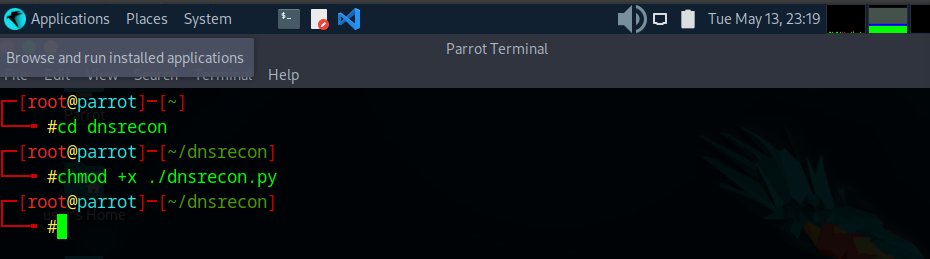 Applications Places System Tue May 13, 23:19
Parrot Terminal
Browse and run installed applications
File Edit View Search Terminal Help
┌─[root@parrot]─[~]
└──╼ #cd dnsrecon
┌─[root@parrot]─[~/dnsrecon]
└──╼ #chmod +x ./dnsrecon.py
┌─[root@parrot]─[~/dnsrecon]
└──╼ #